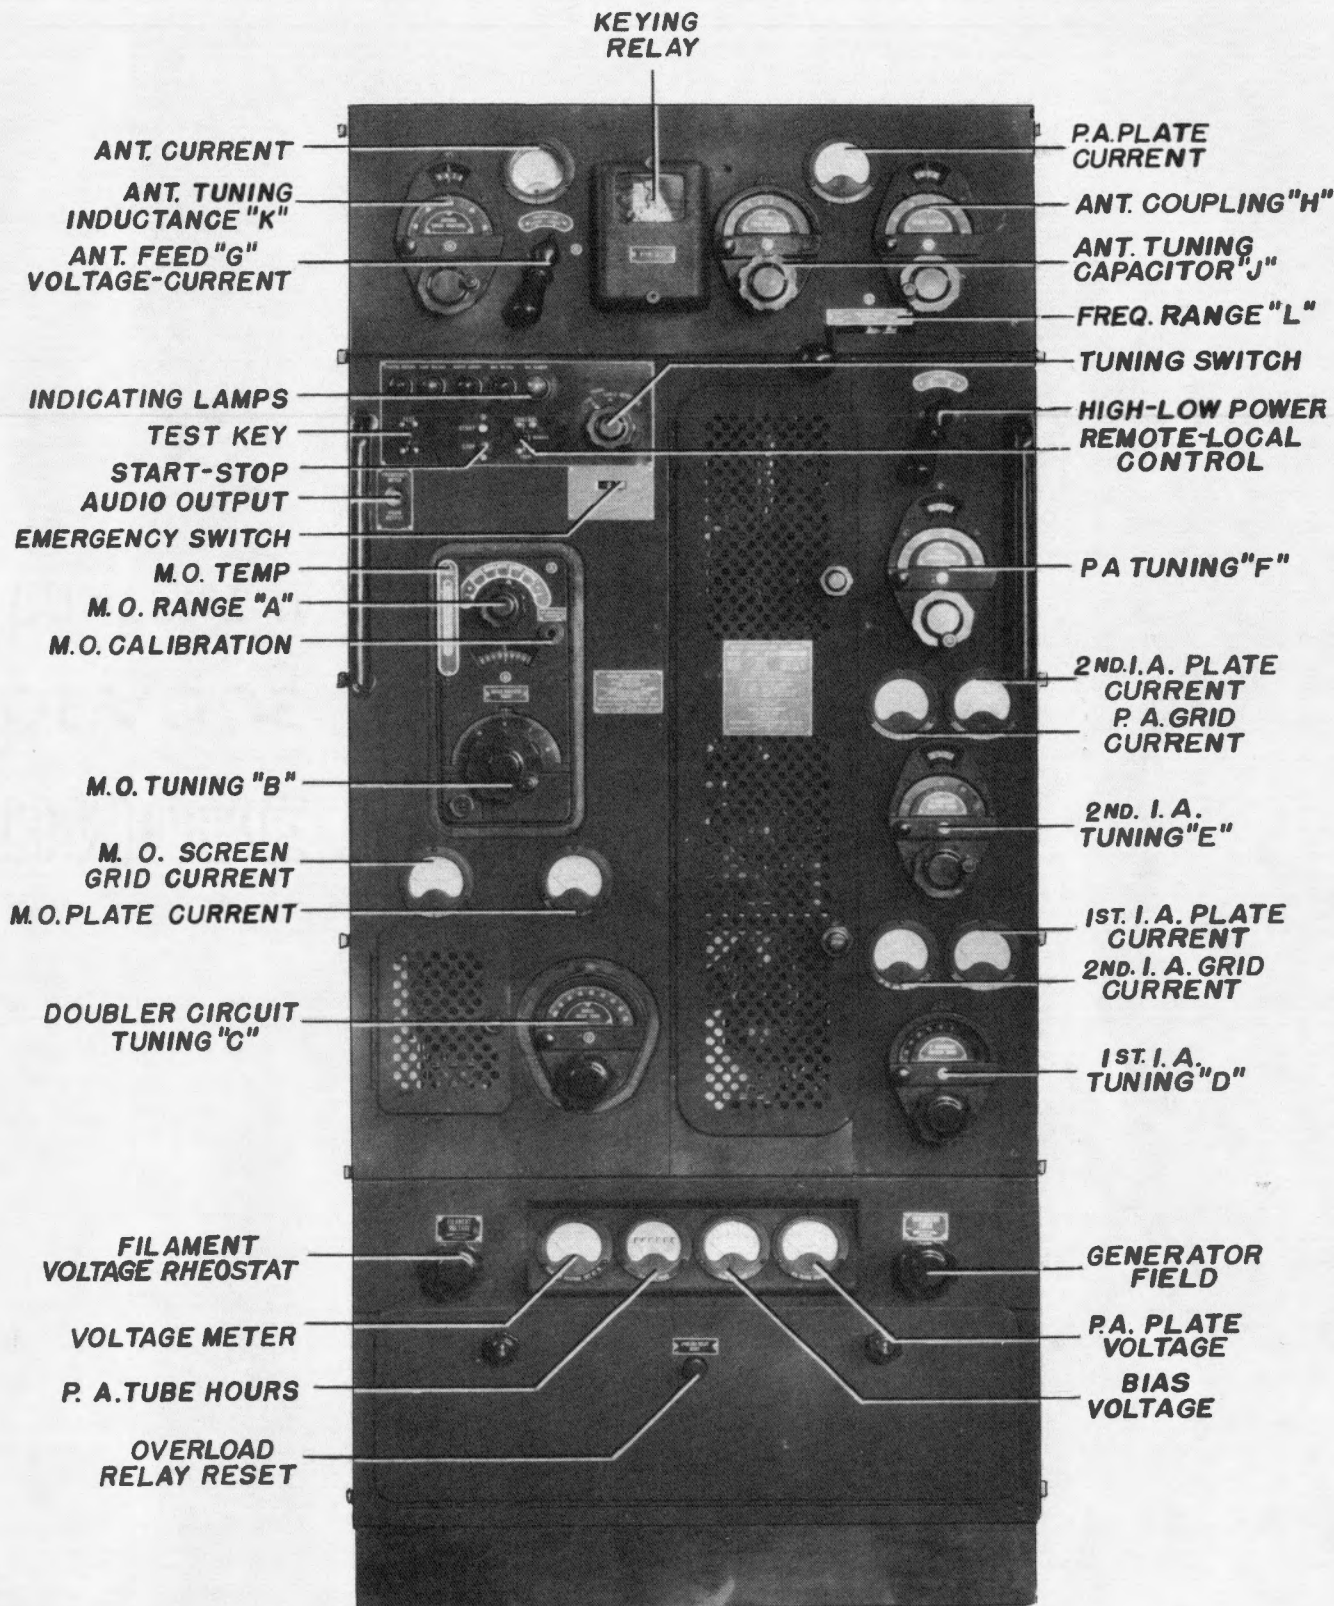 KEYING
RELAY
ANT. CURRENT
ANT. TUNING
INDUCTANCE "K"
ANT. FEED "G"
VOLTAGE-CURRENT
INDICATING LAMPS
TEST KEY
START-STOP
AUDIO OUTPUT
EMERGENCY SWITCH
M.O. TEMP
M.O. RANGE "A"
M.O. CALIBRATION
M.O. TUNING "B"
M. O. SCREEN
GRID CURRENT
M.O. PLATE CURRENT
DOUBLER CIRCUIT
TUNING "C"
FILAMENT
VOLTAGE RHEOSTAT
VOLTAGE METER
P. A. TUBE HOURS
OVERLOAD
RELAY RESET
P.A. PLATE
CURRENT
ANT. COUPLING "H"
ANT. TUNING
CAPACITOR "J"
FREQ. RANGE "L"
TUNING SWITCH
HIGH-LOW POWER
REMOTE-LOCAL
CONTROL
PA TUNING "F"
2ND. I.A. PLATE
CURRENT
P. A. GRID
CURRENT
2ND. I. A.
TUNING "E"
1ST. I. A. PLATE
CURRENT
2ND. I. A. GRID
CURRENT
1ST. I. A.
TUNING "D"
GENERATOR
FIELD
P.A. PLATE
VOLTAGE
BIAS
VOLTAGE